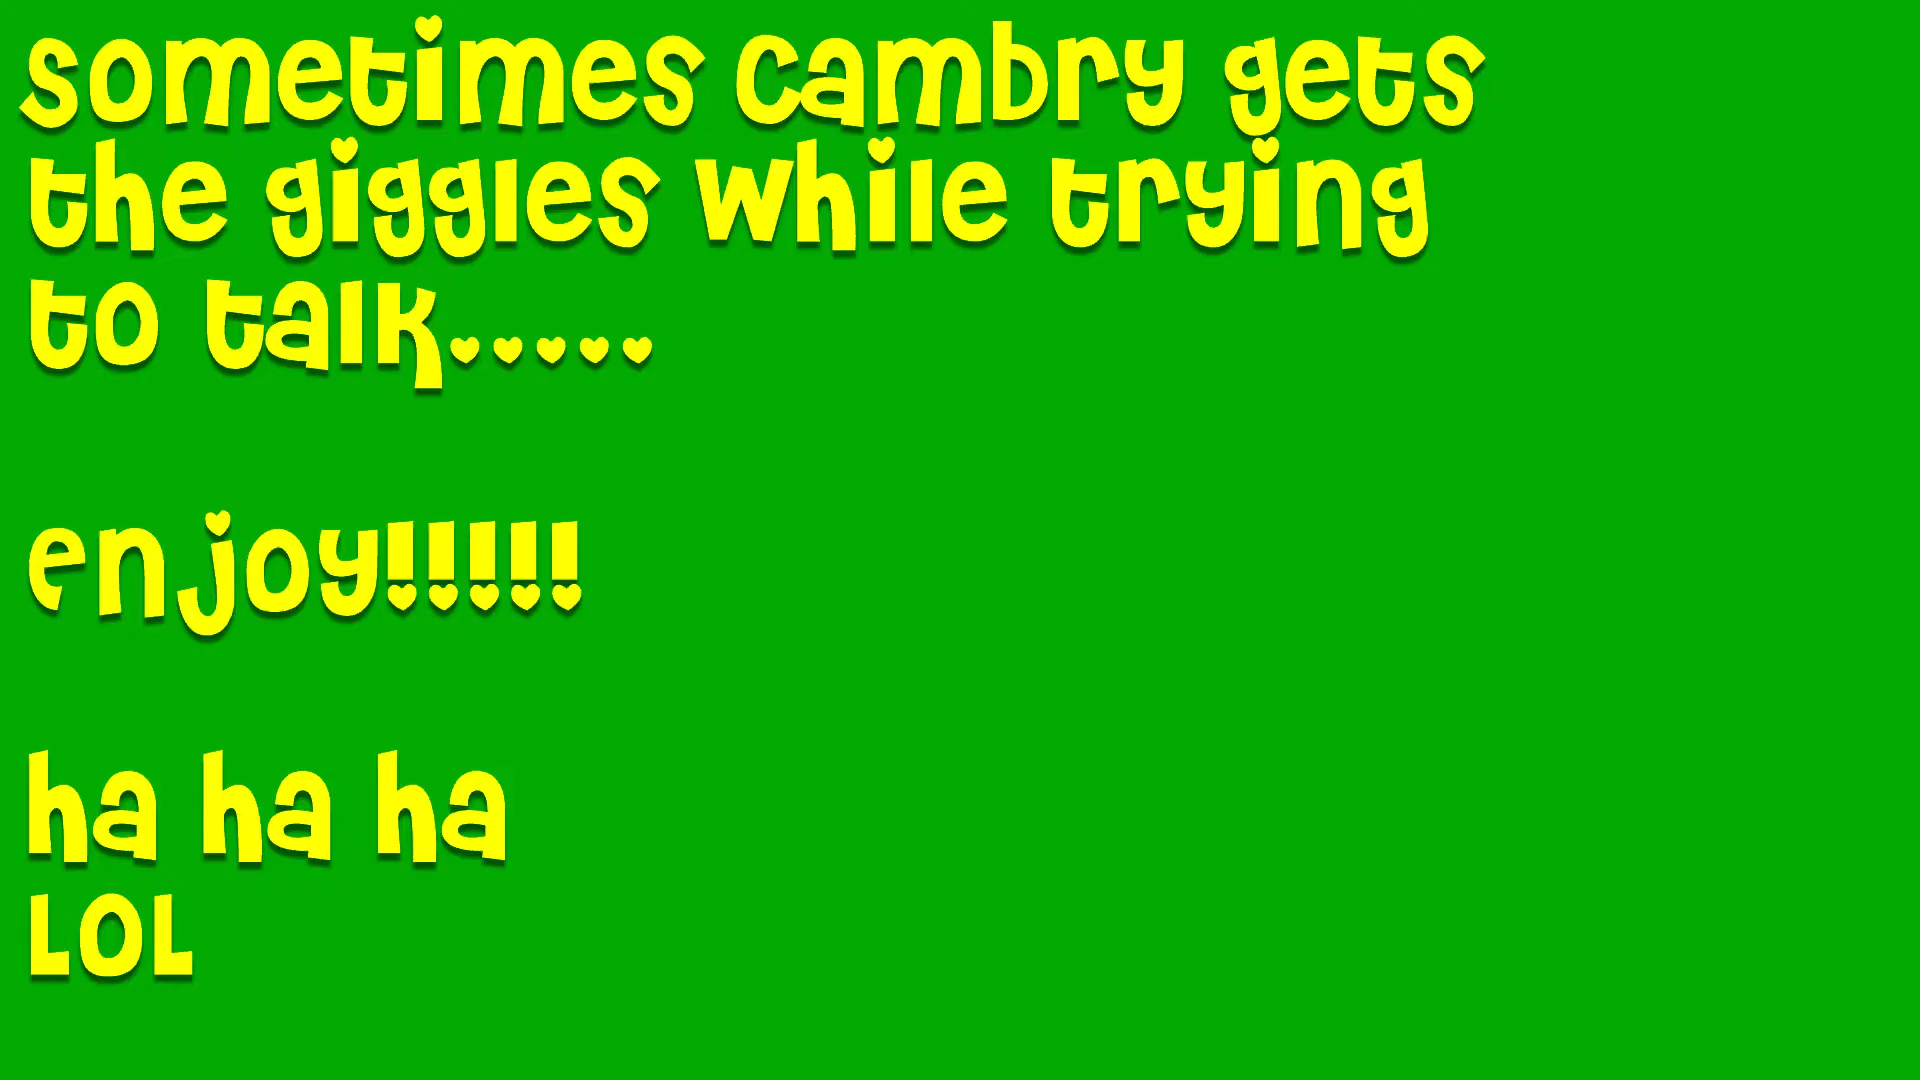 sometimes cambry gets
the giggles while trying
to talk.....
enjoy!!!!!
ha ha ha
LOL